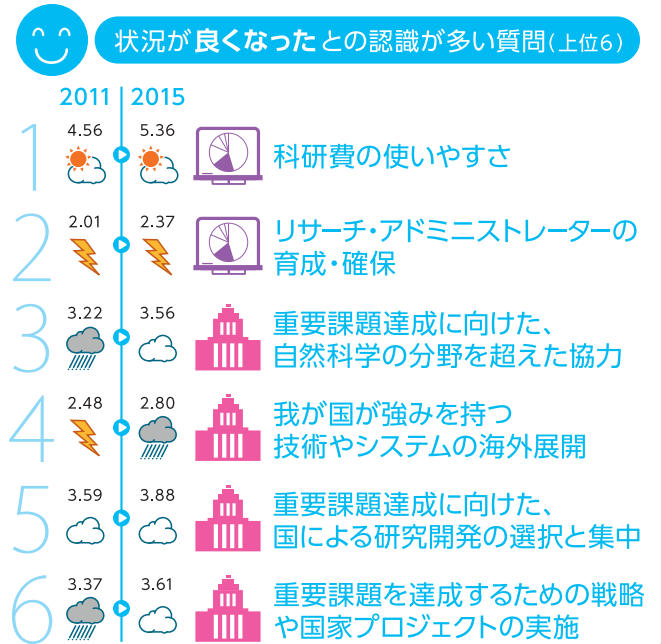 状況が良くなったとの認識が多い質問(上位6)
2011 2015
1 4.56 5.36 科研費の使いやすさ
2 2.01 2.37 リサーチ・アドミニストレーターの
育成・確保
3 3.22 3.56 重要課題達成に向けた、
自然科学の分野を超えた協力
4 2.48 2.80 我が国が強みを持つ
技術やシステムの海外展開
5 3.59 3.88 重要課題達成に向けた、
国による研究開発の選択と集中
6 3.37 3.61 重要課題を達成するための戦略
や国家プロジェクトの実施